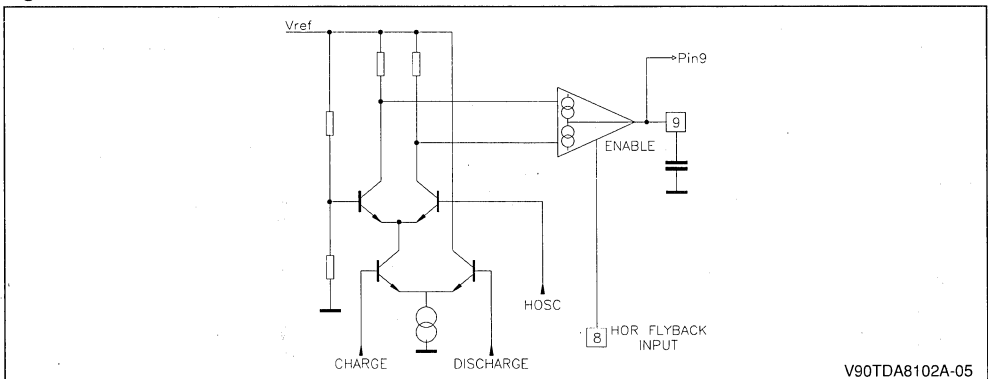 Vref
Pin9
9
ENABLE
HOSC
8
HOR FLYBACK
INPUT
CHARGE
DISCHARGE
V90TDA8102A-05